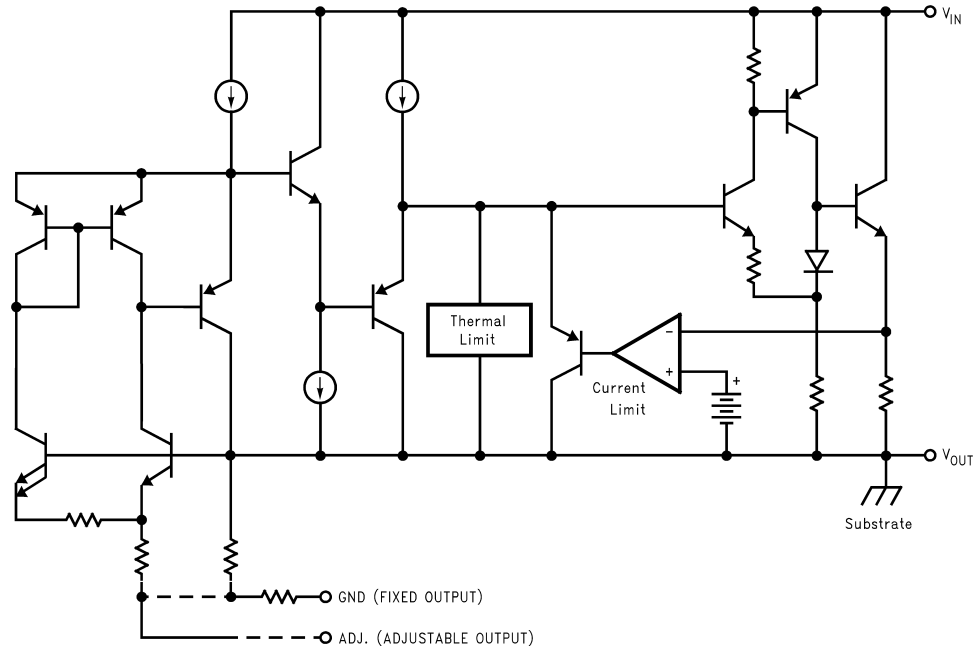 VIN
Thermal
Limit
-
+
+
Current
Limit
VOUT
Substrate
GND (FIXED OUTPUT)
ADJ. (ADJUSTABLE OUTPUT)